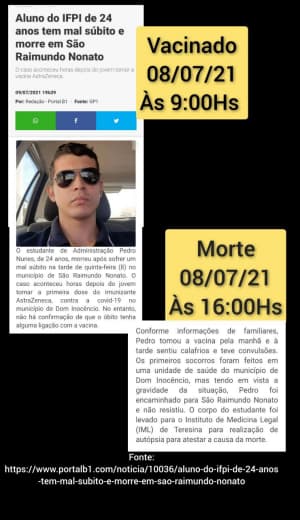 Aluno do IFPI de 24
anos tem mal súbito e
morre em São
Raimundo Nonato
O caso aconteceu horas depois do jovem tomar a
vacina AstraZeneca.
09/07/2021 19h39
Por: Redação - Portal B1 Fonte: GP1
Vacinado
08/07/21
Às 9:00Hs
O estudante de Administração Pedro
Nunes, de 24 anos, morreu após sofrer um
mal súbito na tarde de quinta-feira (8) no
município de São Raimundo Nonato. O
caso aconteceu horas depois do jovem
tomar a primeira dose do imunizante
AstraZeneca, contra a covid-19 no
município de Dom Inocêncio. No entanto,
não há confirmação de que o óbito tenha
alguma ligação com a vacina.
Morte
08/07/21
Às 16:00Hs
Conforme informações de familiares,
Pedro tomou a vacina pela manhã e à
tarde sentiu calafrios e teve convulsões.
Os primeiros socorros foram feitos em
uma unidade de saúde do município de
Dom Inocêncio, mas tendo em vista a
gravidade da situação, Pedro foi
encaminhado para São Raimundo Nonato
e não resistiu. O corpo do estudante foi
levado para o Instituto de Medicina Legal
(IML) de Teresina para realização de
autópsia para atestar a causa da morte.
Fonte:
https://www.portalb1.com/noticia/10036/aluno-do-ifpi-de-24-anos
-tem-mal-subito-e-morre-em-sao-raimundo-nonato